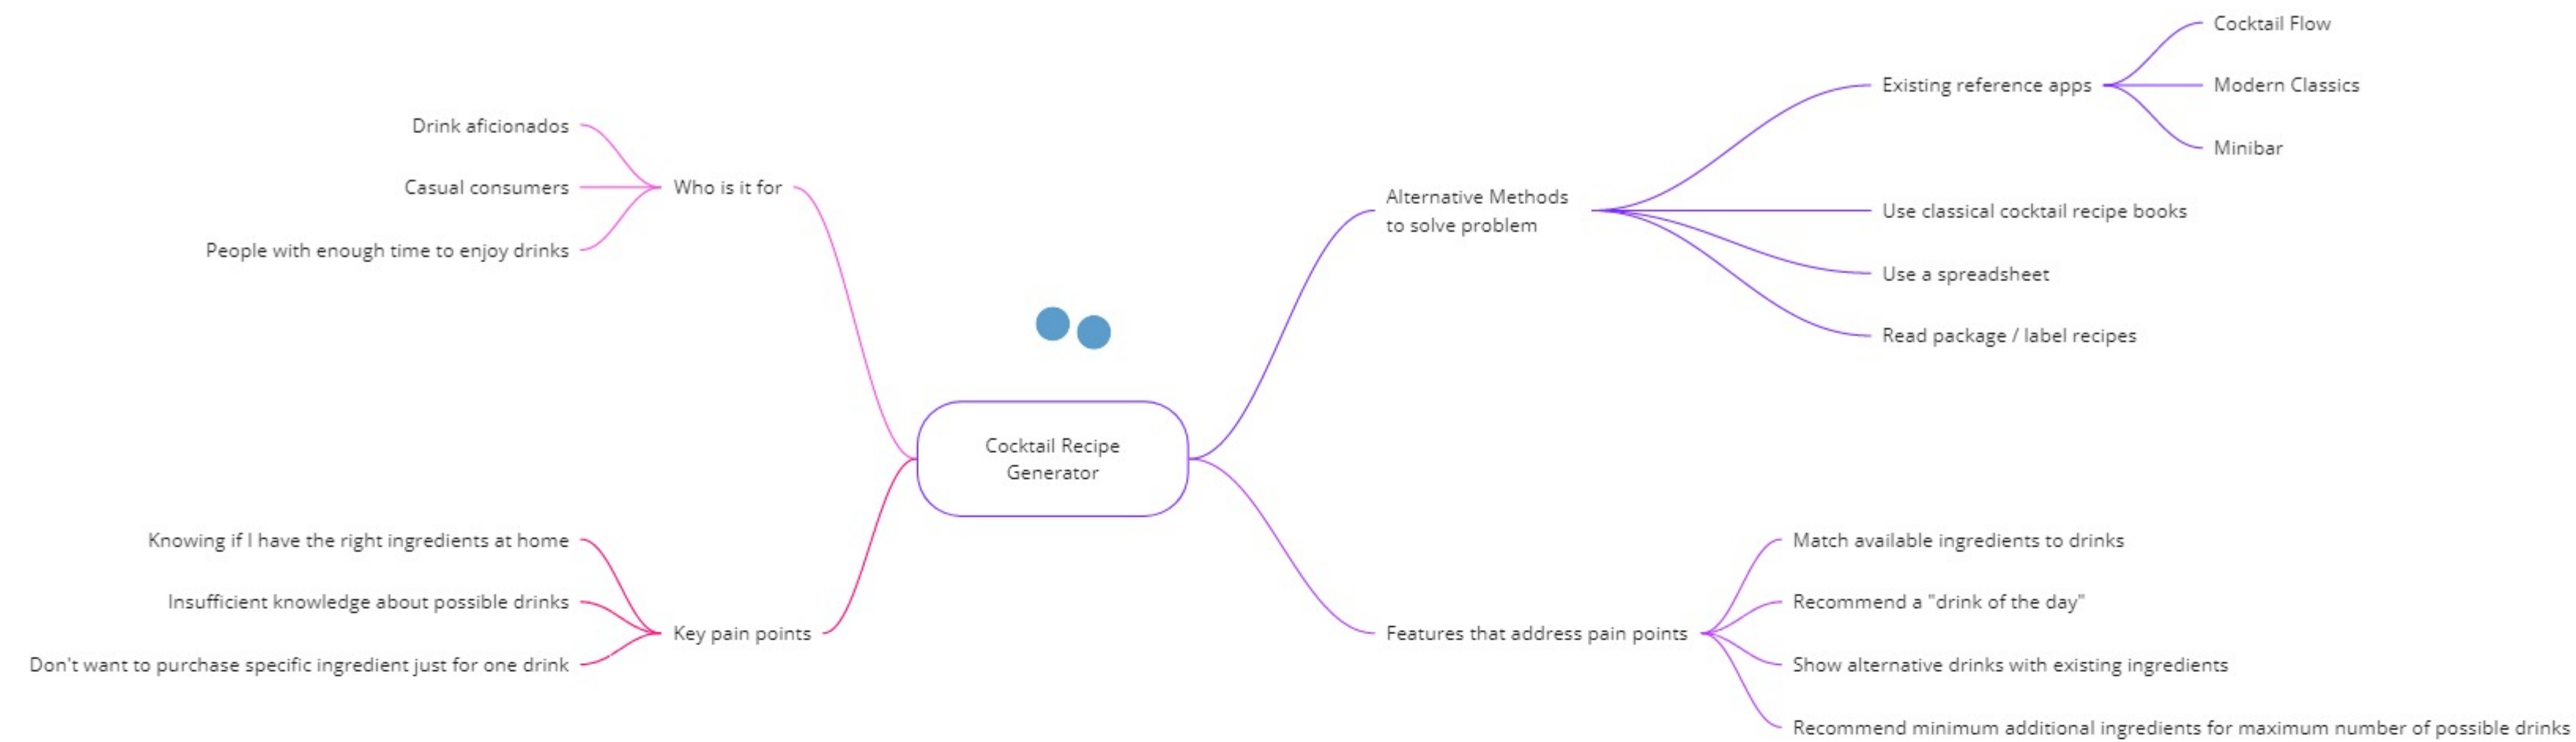 Cocktail Flow
Existing reference apps
Modern Classics
Minibar
Drink aficionados
Casual consumers
Who is it for
People with enough time to enjoy drinks
Alternative Methods
to solve problem
Use classical cocktail recipe books
Use a spreadsheet
Read package / label recipes
Cocktail Recipe
Generator
Knowing if I have the right ingredients at home
Insufficient knowledge about possible drinks
Key pain points
Don't want to purchase specific ingredient just for one drink
Features that address pain points
Match available ingredients to drinks
Recommend a "drink of the day"
Show alternative drinks with existing ingredients
Recommend minimum additional ingredients for maximum number of possible drinks